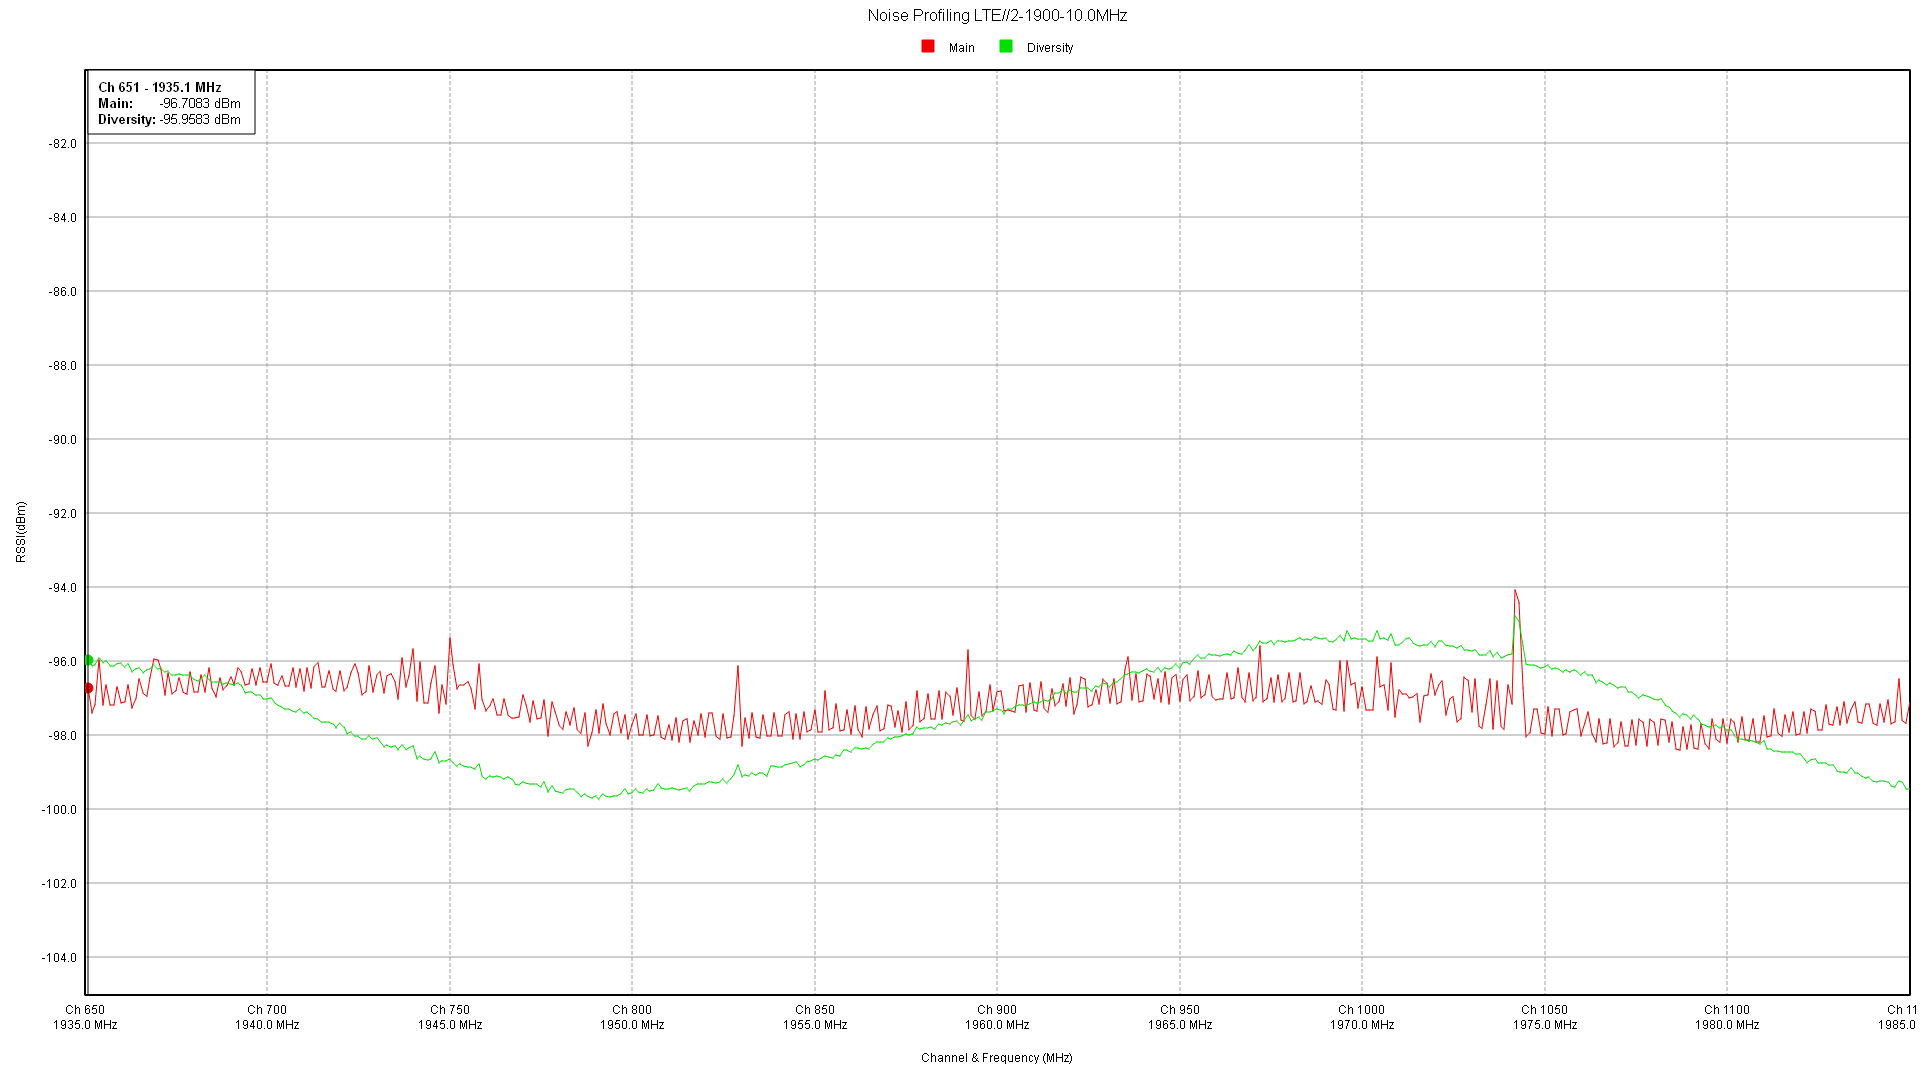 Noise Profiling LTE//2-1900-10.0MHz
Main Diversity
Ch 651 - 1935.1 MHz
Main: -96.7083 dBm
Diversity: -95.9583 dBm
-82.0
-84.0
-86.0
-88.0
-90.0
-92.0
-94.0
-96.0
-98.0
-100.0
-102.0
-104.0
RSSI(dBm)
Ch 650 Ch 700 Ch 750 Ch 800 Ch 850 Ch 900 Ch 950 Ch 1000 Ch 1050 Ch 1100 Ch 11
1935.0 MHz 1940.0 MHz 1945.0 MHz 1950.0 MHz 1955.0 MHz 1960.0 MHz 1965.0 MHz 1970.0 MHz 1975.0 MHz 1980.0 MHz 1985.0
Channel & Frequency (MHz)